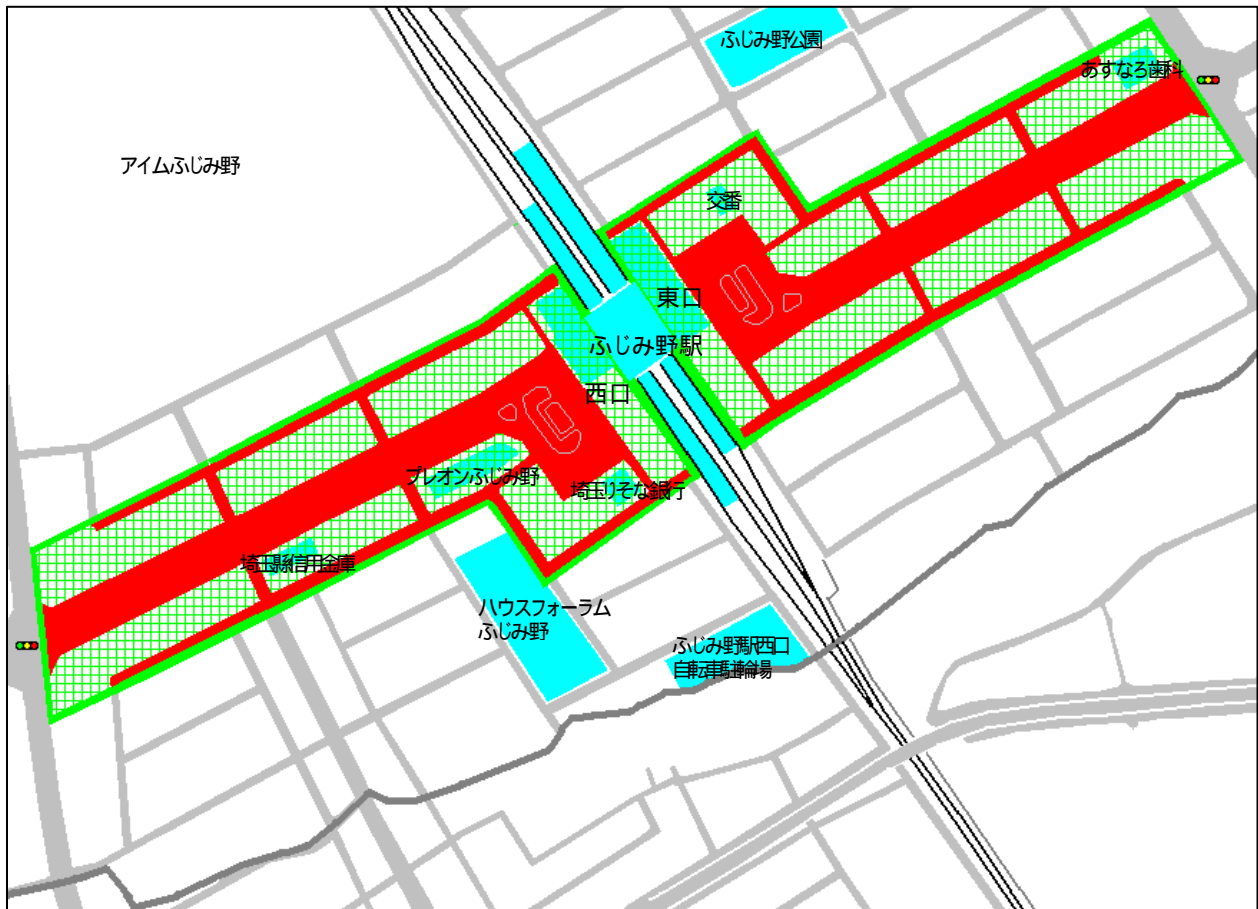 ふじみ野公園
あすなろ歯科
アイムふじみ野
交番
東口
ふじみ野駅
西口
プレオンふじみ野
埼玉りそな銀行
埼玉縣信用金庫
ハウスフォーラム
ふじみ野
ふじみ野駅西口
自転車駐輪場